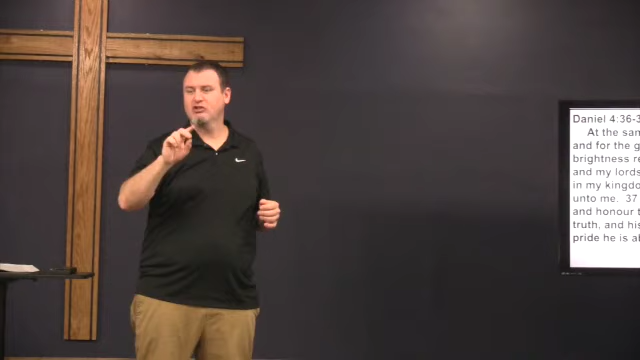 Daniel 4:36-3
At the sam
and for the g
brightness re
and my lords
in my kingdo
unto me. 37
and honour t
truth, and his
pride he is ab